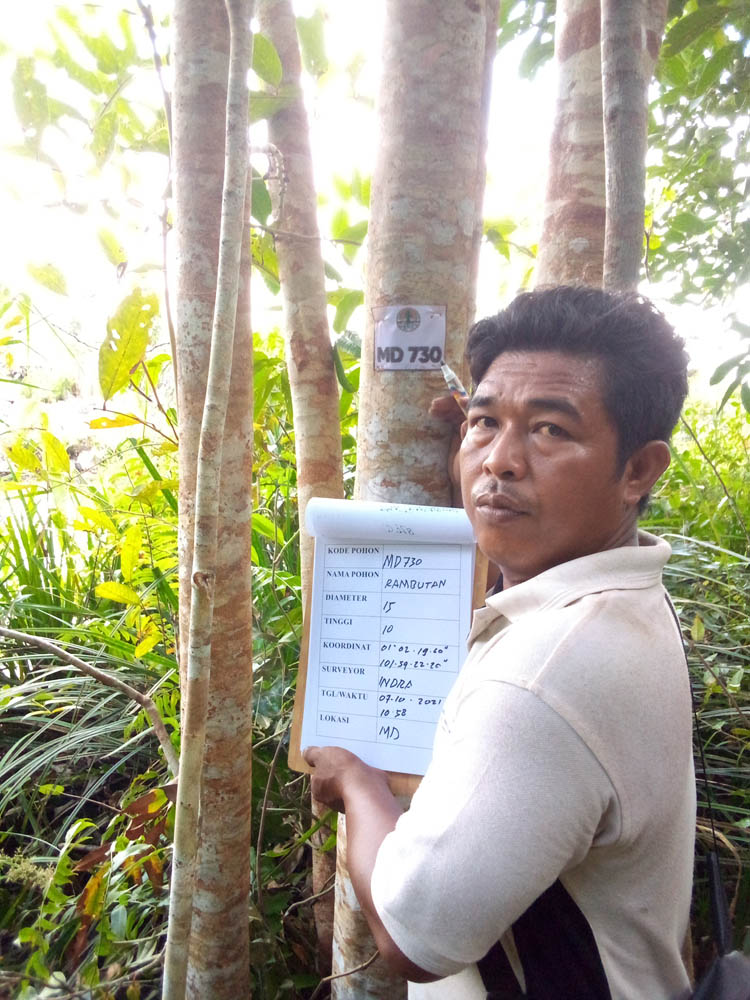 MD 730
KODE POHON MD730
NAMA POHON RAMBUTAN
DIAMETER 15
TINGGI 10
KOORDINAT 01° 02. 19.60"
101.39.22.20"
SURVEYOR INDRA
TGL/WAKTU 07.10.2021
10.58
LOKASI MD